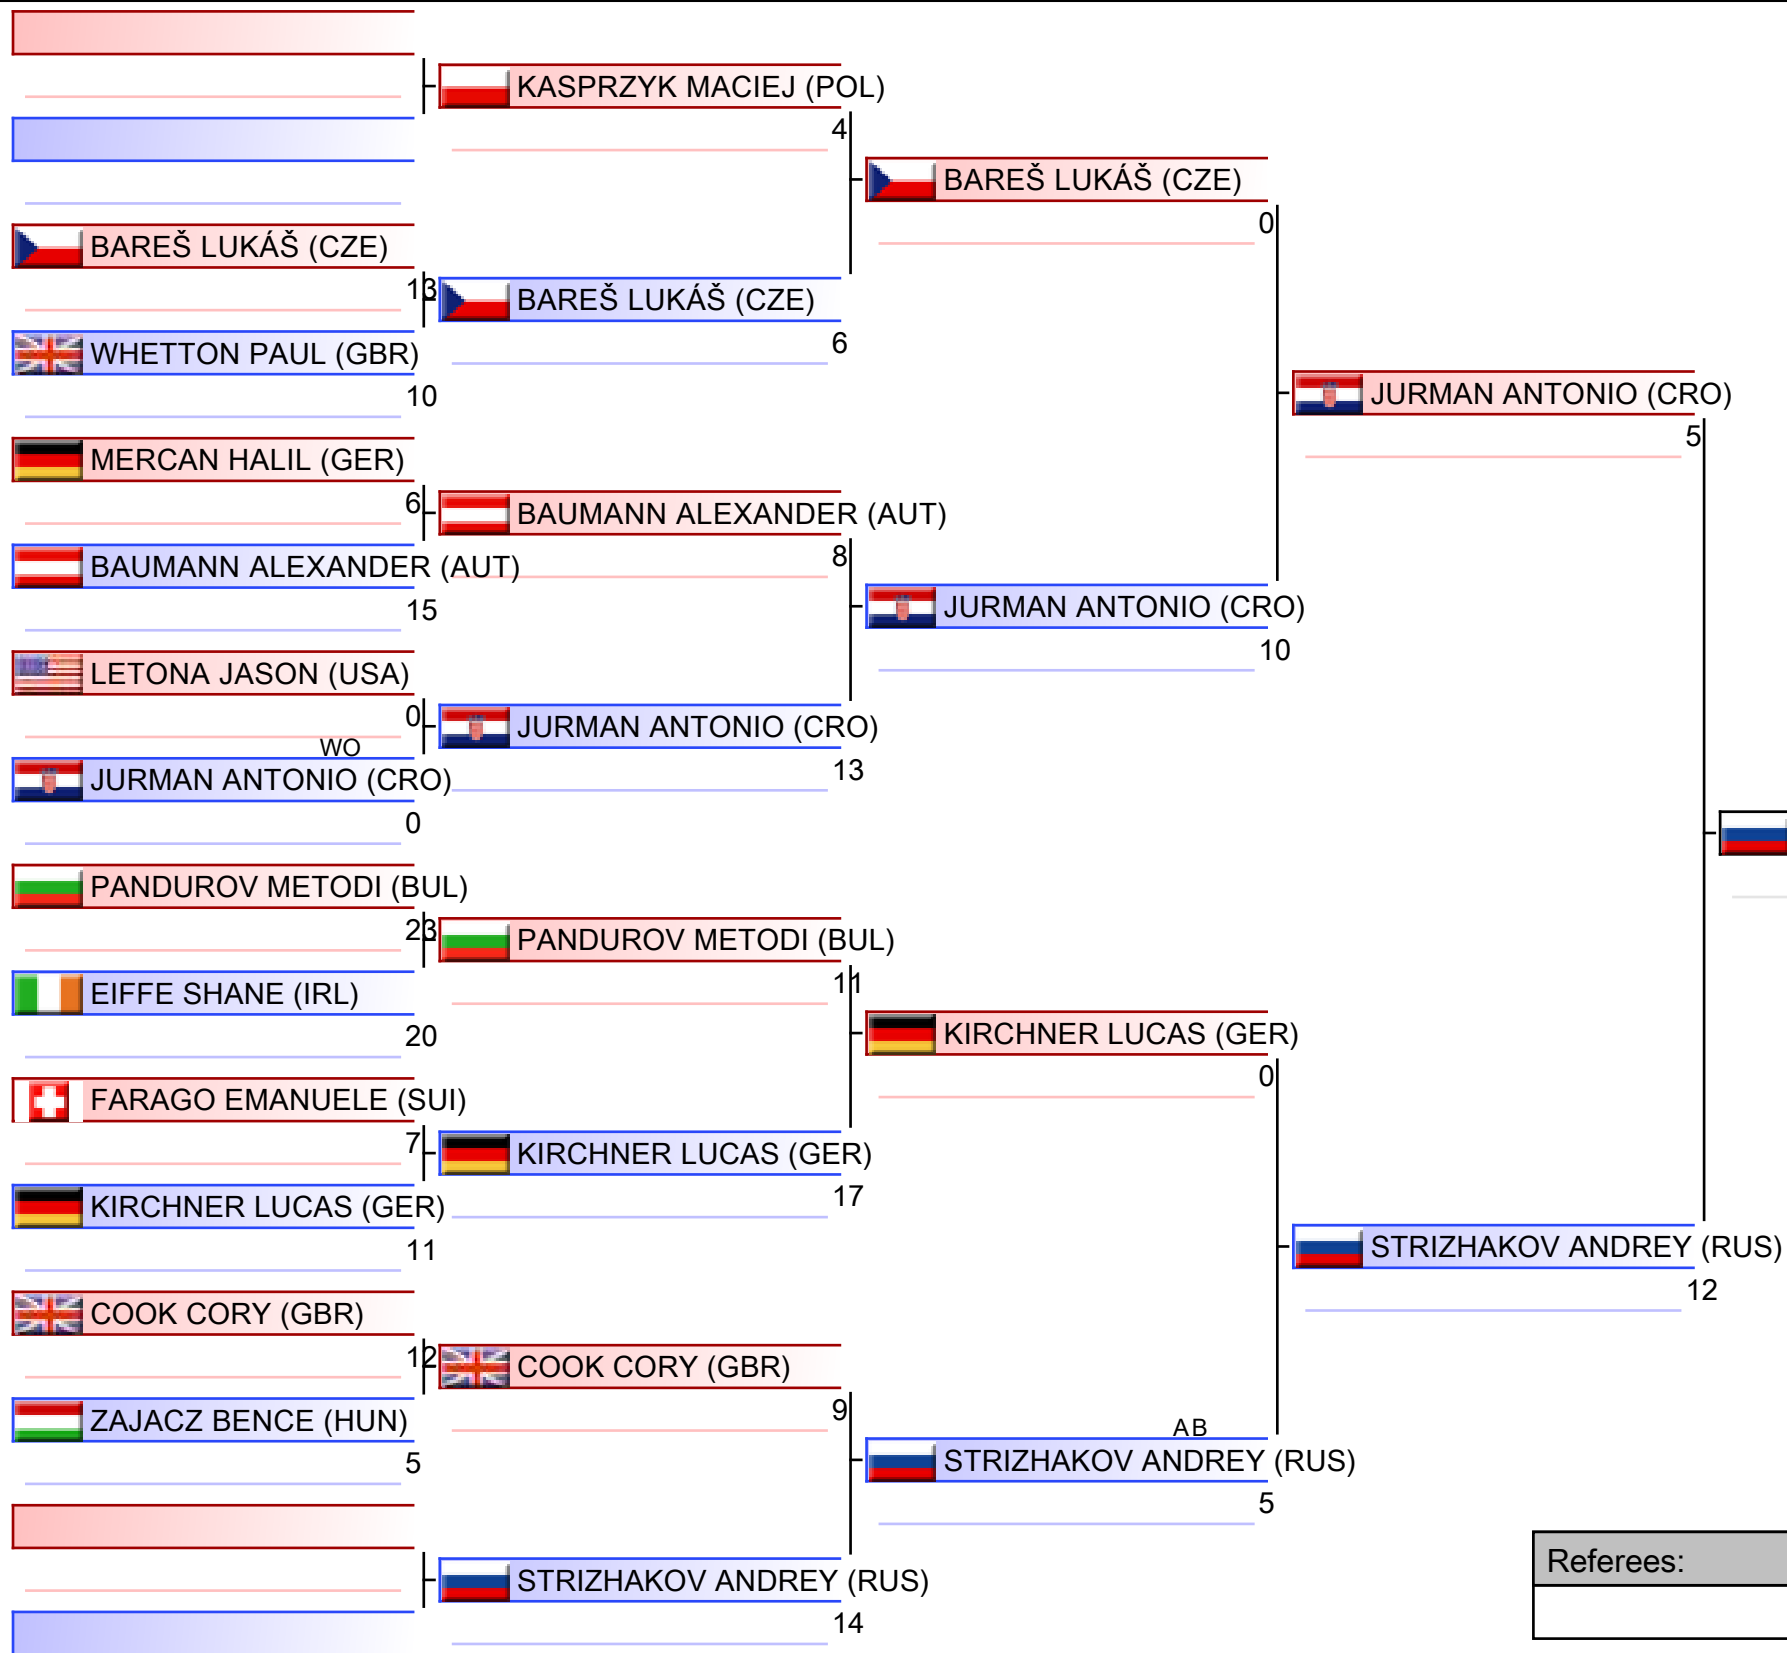 KASPRZYK MACIEJ (POL)
4
BAREŠ LUKÁŠ (CZE)
0
BAREŠ LUKÁŠ (CZE)
13
BAREŠ LUKÁŠ (CZE)
6
WHETTON PAUL (GBR)
10
JURMAN ANTONIO (CRO)
5
MERCAN HALIL (GER)
6
BAUMANN ALEXANDER (AUT)
8
BAUMANN ALEXANDER (AUT)
15
JURMAN ANTONIO (CRO)
10
LETONA JASON (USA)
0
WO
JURMAN ANTONIO (CRO)
13
JURMAN ANTONIO (CRO)
0
PANDUROV METODI (BUL)
23
PANDUROV METODI (BUL)
11
EIFFE SHANE (IRL)
20
KIRCHNER LUCAS (GER)
0
FARAGO EMANUELE (SUI)
7
KIRCHNER LUCAS (GER)
17
KIRCHNER LUCAS (GER)
11
STRIZHAKOV ANDREY (RUS)
12
COOK CORY (GBR)
12
COOK CORY (GBR)
9
ZAJACZ BENCE (HUN)
5
AB
STRIZHAKOV ANDREY (RUS)
5
STRIZHAKOV ANDREY (RUS)
14
Referees: